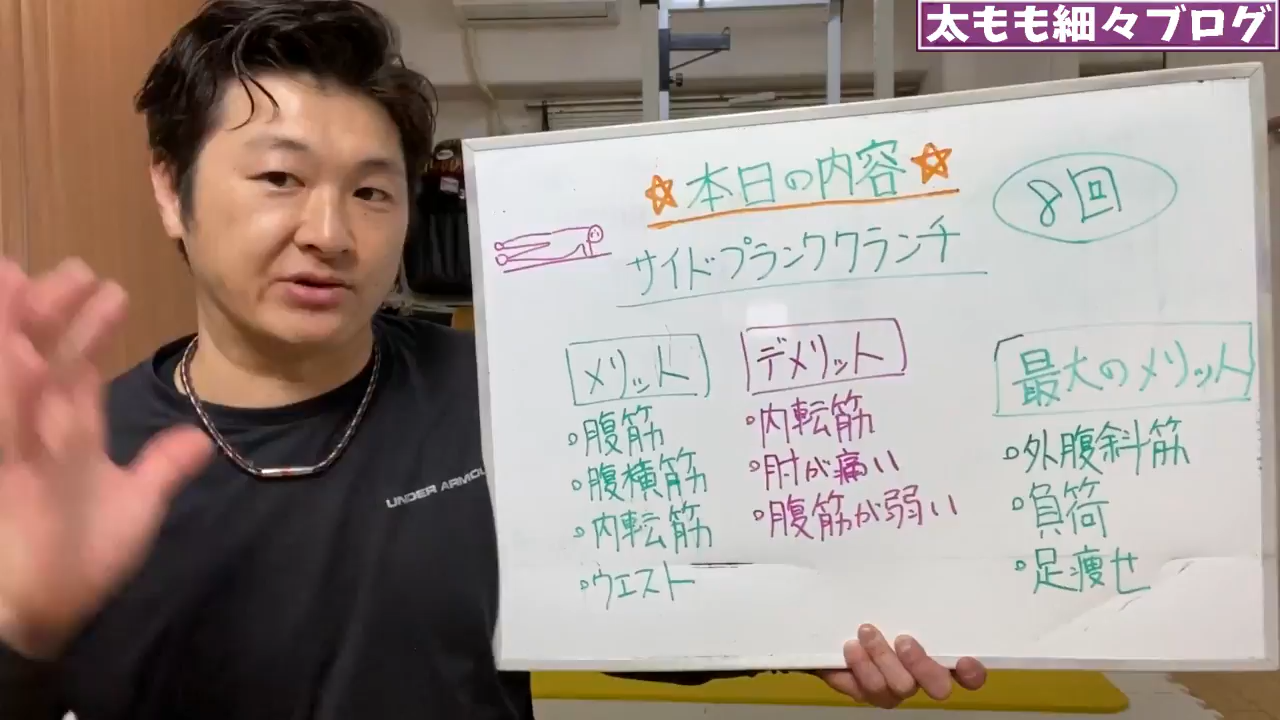 太もも細々ブログ
☆本日の内容☆
8回
サイドプランククランチ
メリット
・腹筋
・腹横筋
・内転筋
・ウエスト
デメリット
・内転筋
・肘が痛い
・腹筋が弱い
最大のメリット
・外腹斜筋
・負荷
・足痩せ
UNDER ARMOU